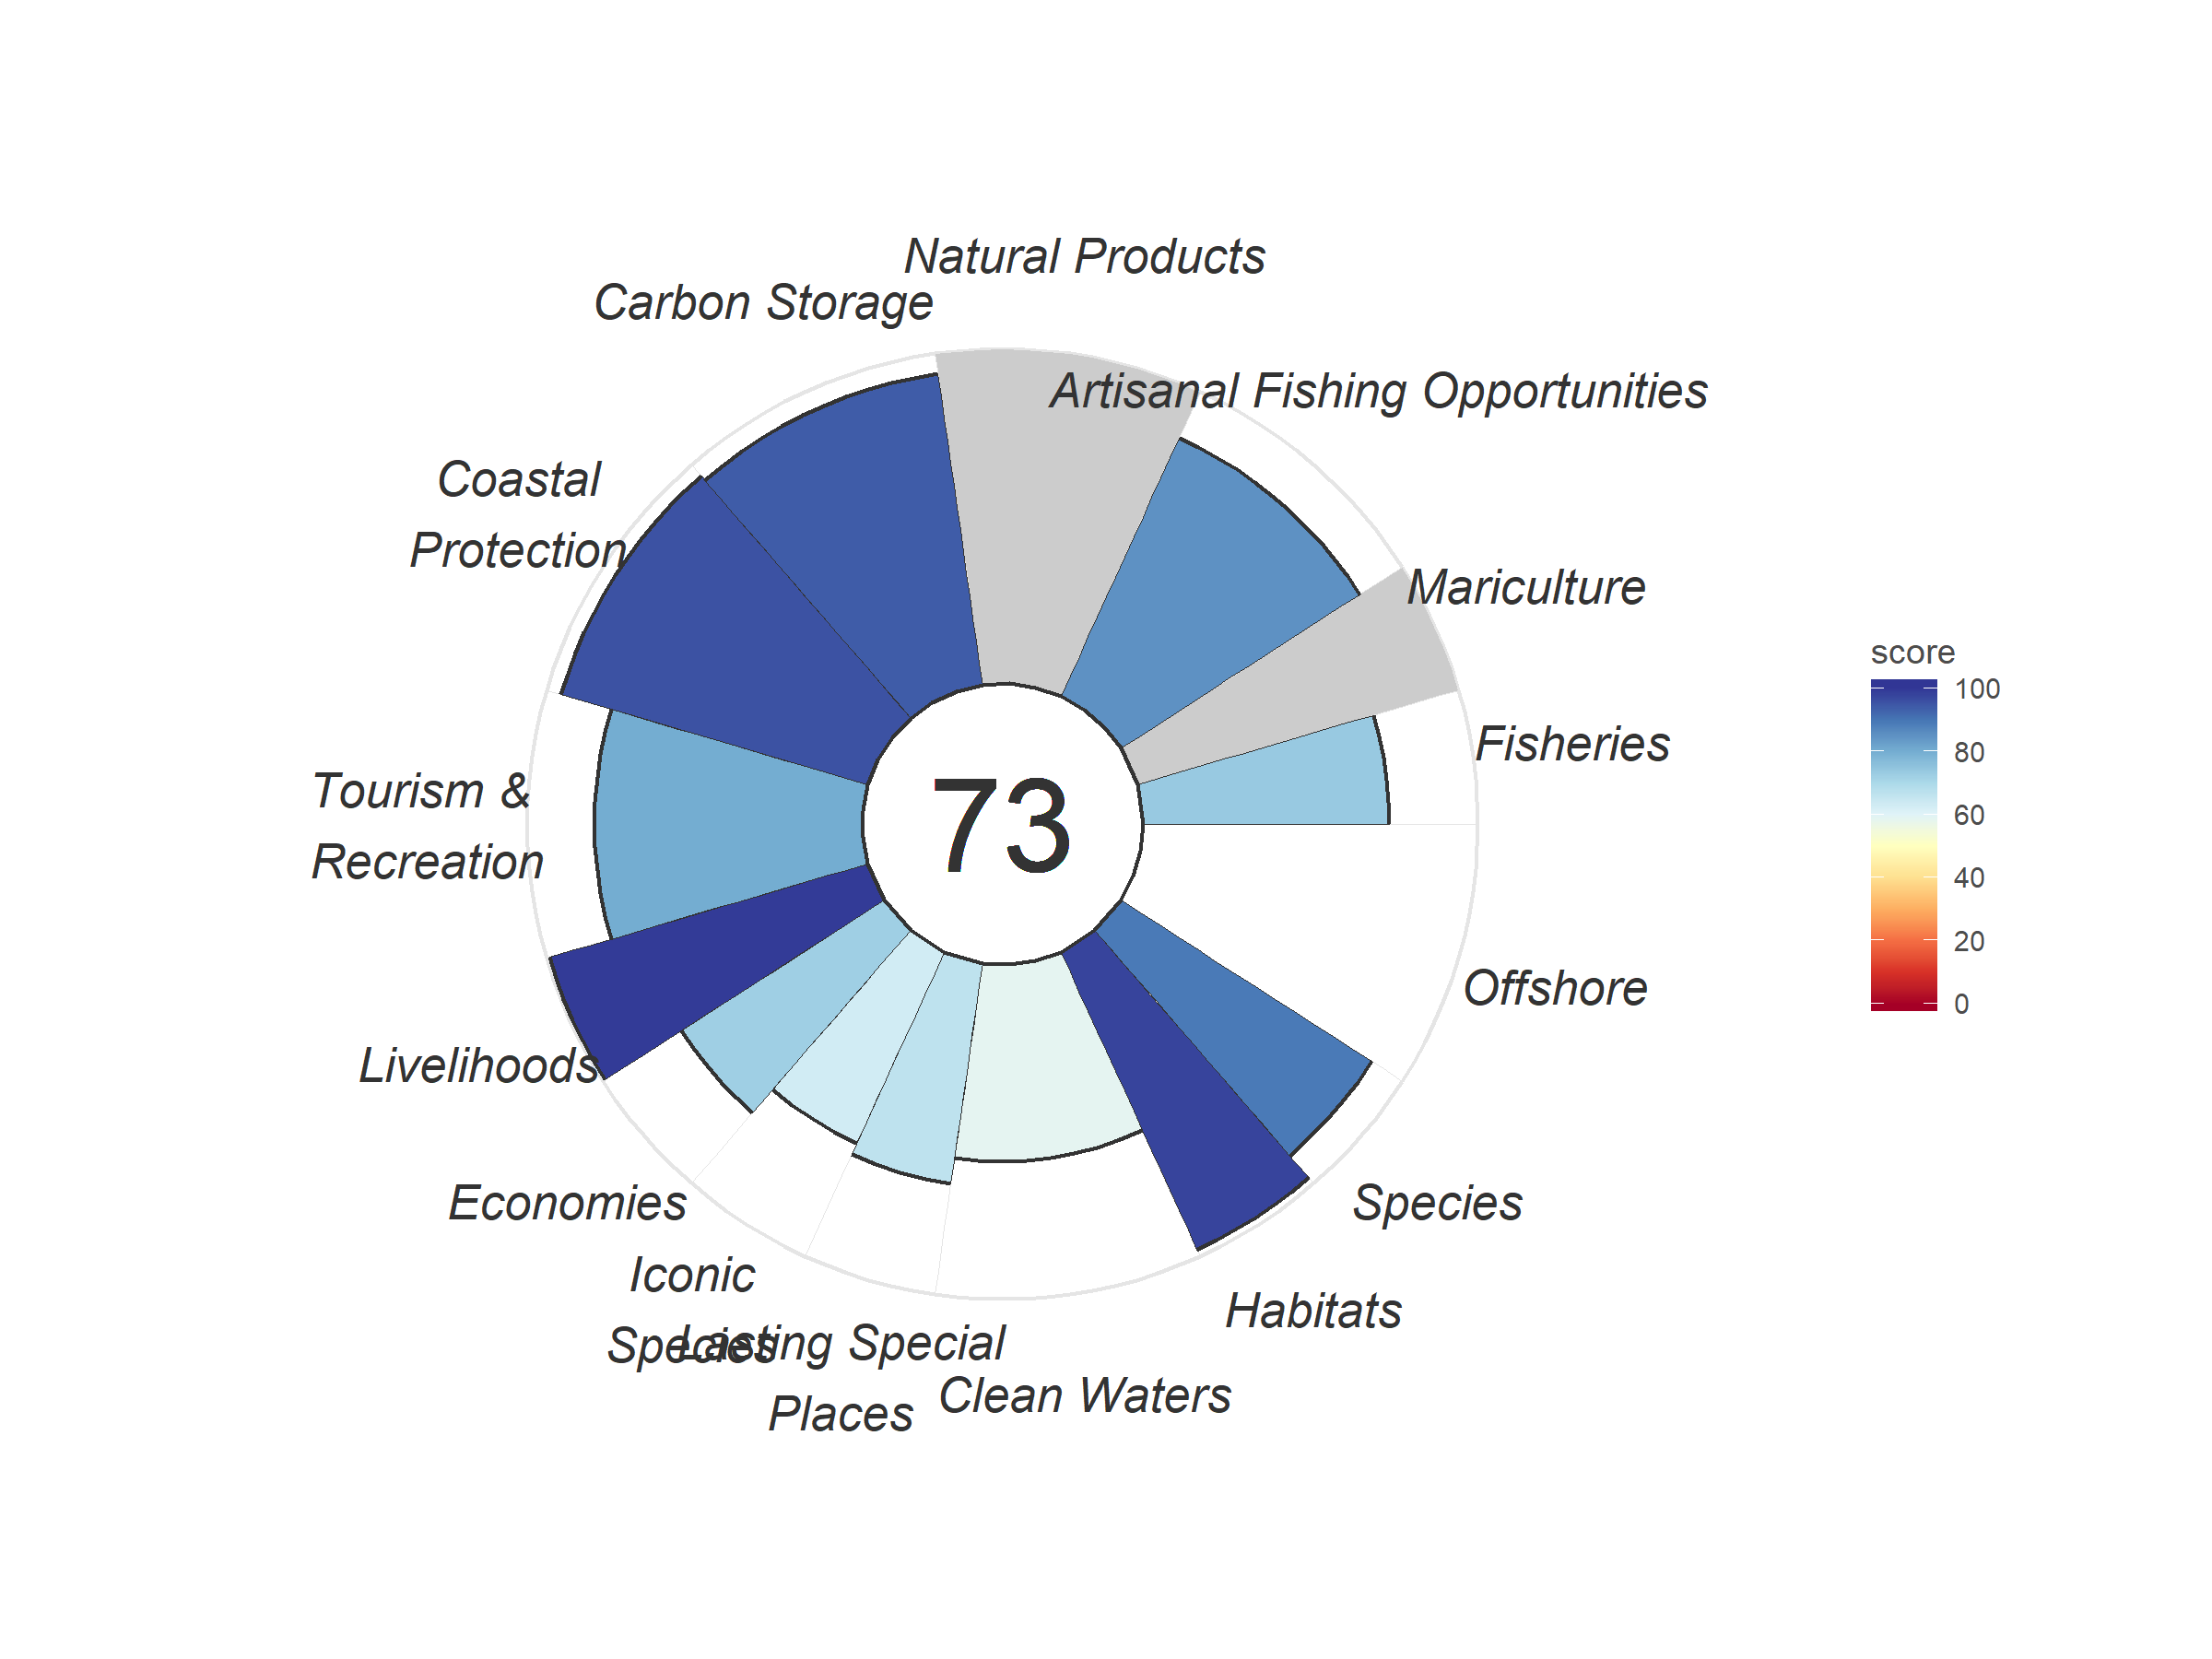 Natural Products
Carbon Storage
Artisanal Fishing Opportunities
Coastal
Protection
Mariculture
Fisheries
Tourism &
Recreation
73
Offshore
Livelihoods
Species
Economies
Habitats
Iconic
Species
Lasting Special
Places
Clean Waters
score
100
80
60
40
20
0